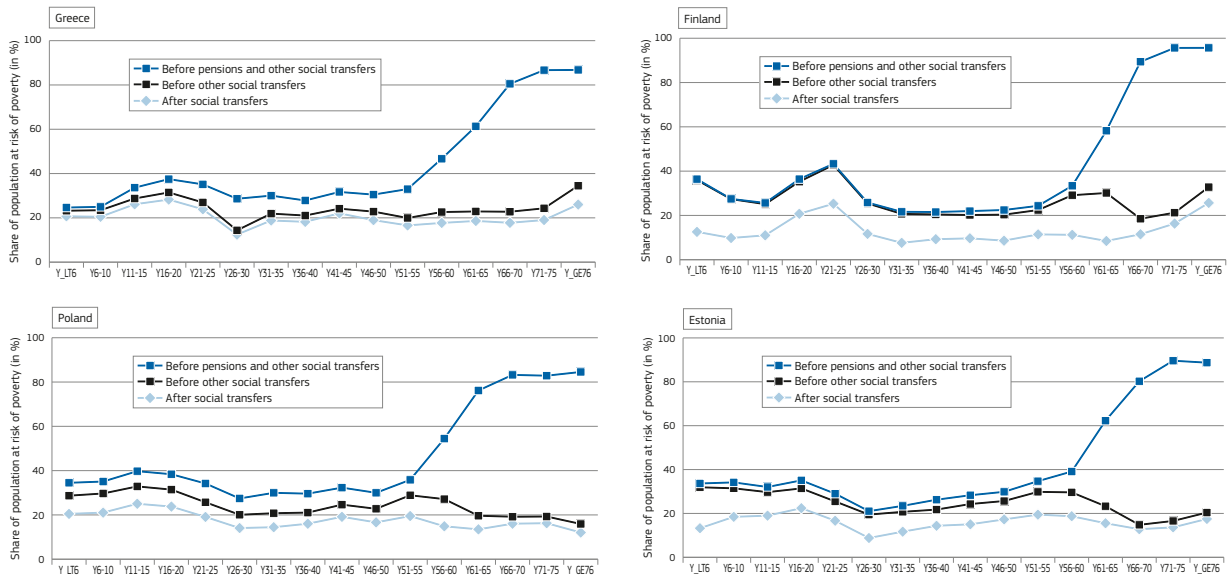 Greece
Share of population at risk of poverty (in %)
100
80
60
40
20
0
Before pensions and other social transfers
Before other social transfers
After social transfers
Y_LT6 Y6-10 Y11-15 Y16-20 Y21-25 Y26-30 Y31-35 Y36-40 Y41-45 Y46-50 Y51-55 Y56-60 Y61-65 Y66-70 Y71-75 Y_GE76
Finland
Share of population at risk of poverty (in %)
100
80
60
40
20
0
Before pensions and other social transfers
Before other social transfers
After social transfers
Y_LT6 Y6-10 Y11-15 Y16-20 Y21-25 Y26-30 Y31-35 Y36-40 Y41-45 Y46-50 Y51-55 Y56-60 Y61-65 Y66-70 Y71-75 Y_GE76
Poland
Share of population at risk of poverty (in %)
100
80
60
40
20
0
Before pensions and other social transfers
Before other social transfers
After social transfers
Y_LT6 Y6-10 Y11-15 Y16-20 Y21-25 Y26-30 Y31-35 Y36-40 Y41-45 Y46-50 Y51-55 Y56-60 Y61-65 Y66-70 Y71-75 Y_GE76
Estonia
Share of population at risk of poverty (in %)
100
80
60
40
20
0
Before pensions and other social transfers
Before other social transfers
After social transfers
Y_LT6 Y6-10 Y11-15 Y16-20 Y21-25 Y26-30 Y31-35 Y36-40 Y41-45 Y46-50 Y51-55 Y56-60 Y61-65 Y66-70 Y71-75 Y_GE76